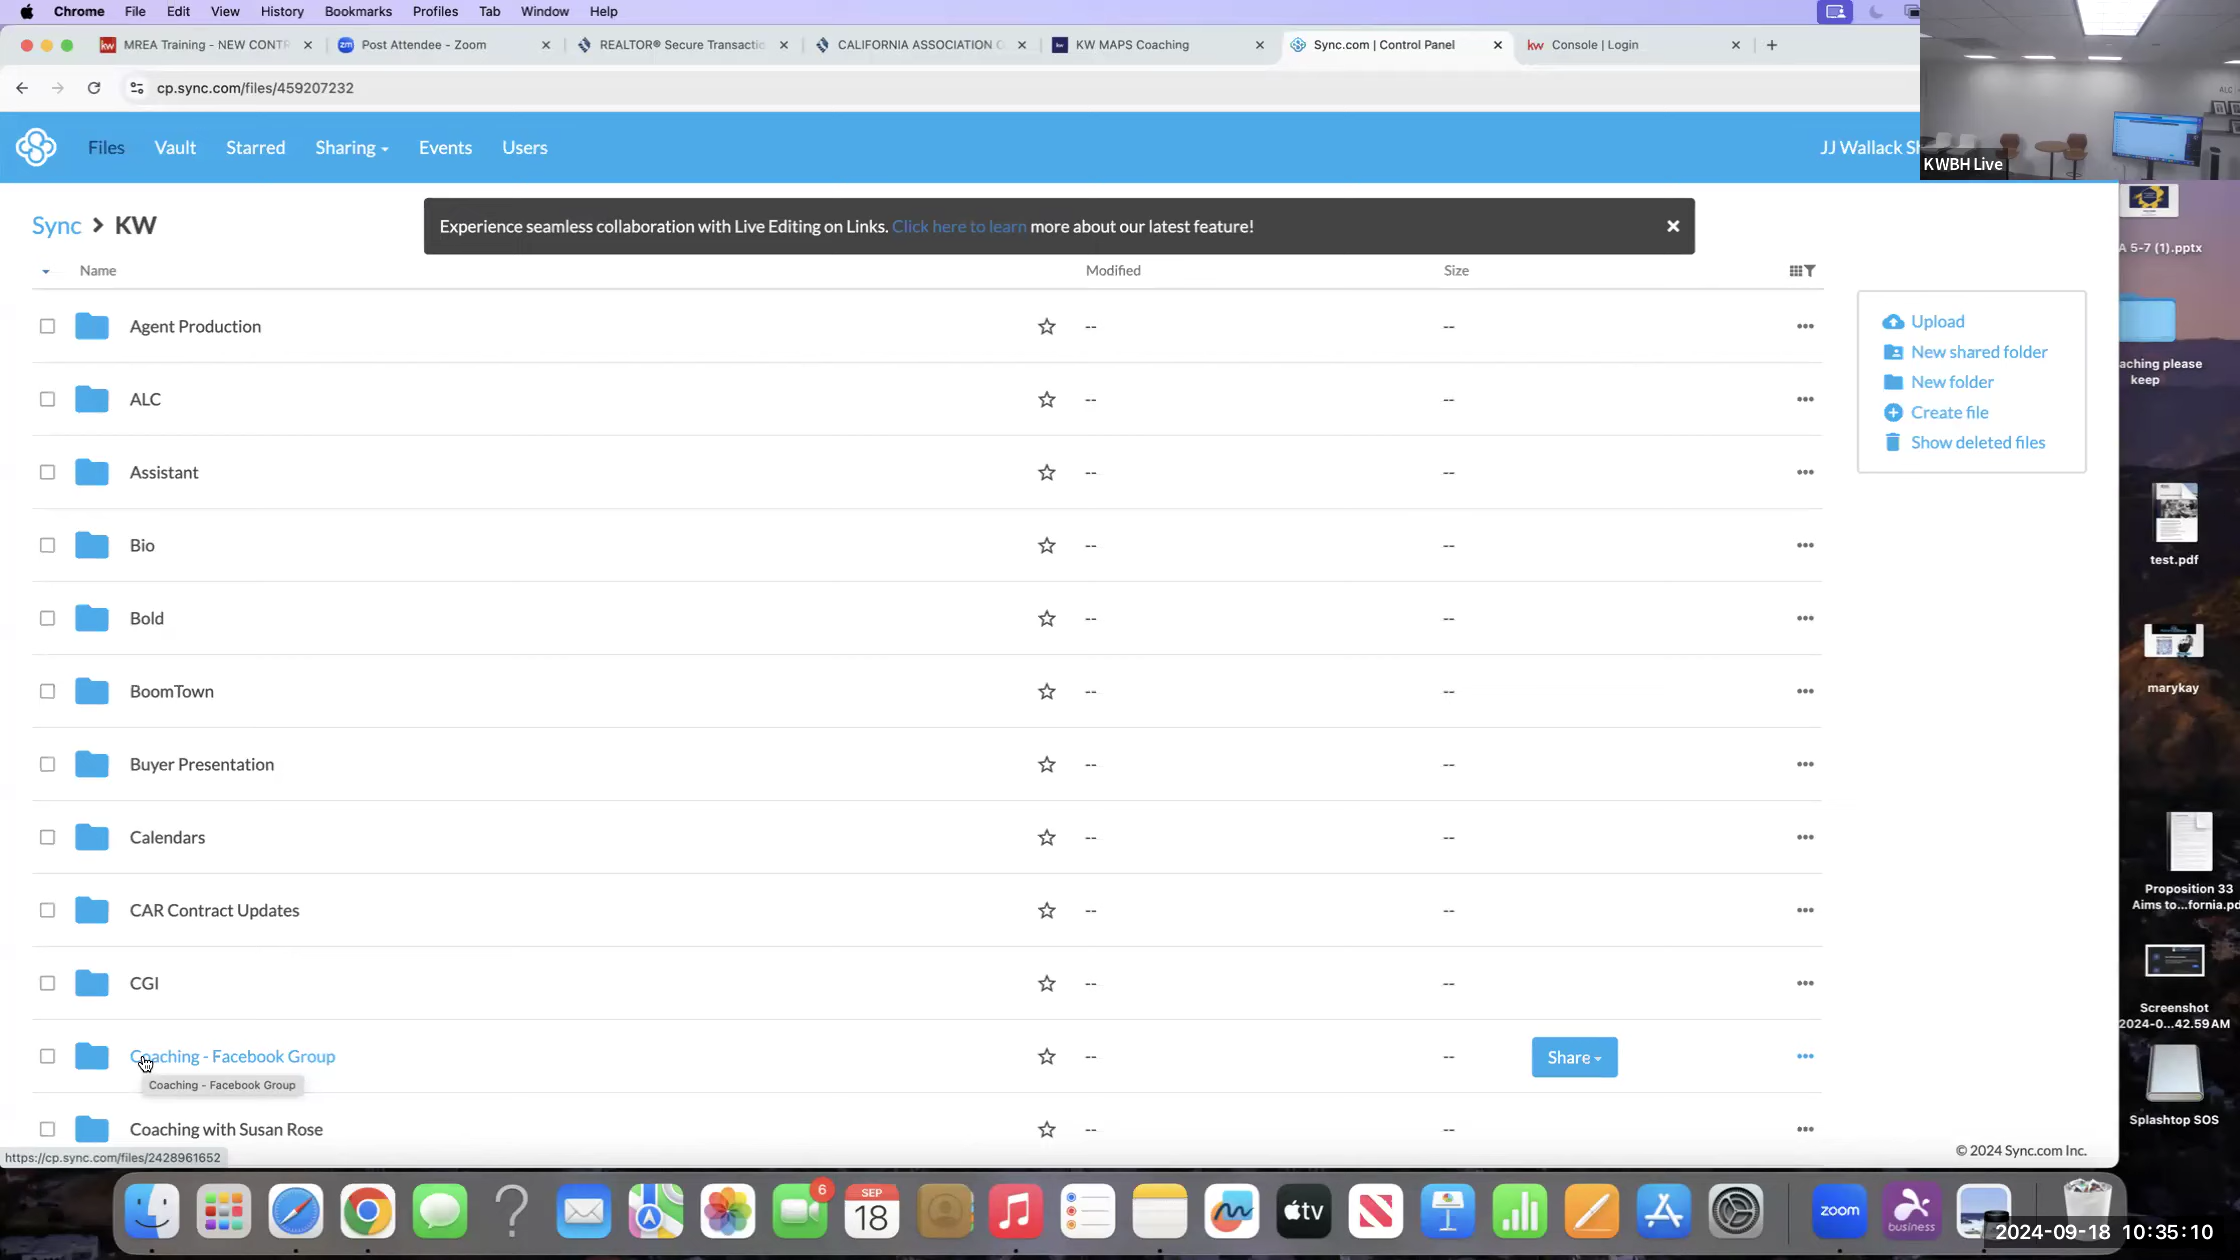 Chrome File Edit View History Bookmarks Profiles Tab Window Help
MREA Training - NEW CONTR
Post Attendee - Zoom
REALTOR® Secure Transactic
CALIFORNIA ASSOCIATION O
KW MAPS Coaching
Sync.com | Control Panel
kw Console | Login
cp.sync.com/files/459207232
Files Vault Starred Sharing Events Users
JJ Wallack
KWBH Live
Sync > KW
Experience seamless collaboration with Live Editing on Links. Click here to learn more about our latest feature!
Name Modified Size
Agent Production -- --
ALC -- --
Assistant -- --
Bio -- --
Bold -- --
BoomTown -- --
Buyer Presentation -- --
Calendars -- --
CAR Contract Updates -- --
CGI -- --
Coaching - Facebook Group -- -- Share
Coaching - Facebook Group
Coaching with Susan Rose -- --
https://cp.sync.com/files/2428961652
Upload
New shared folder
New folder
Create file
Show deleted files
© 2024 Sync.com Inc.
A 5-7 (1).pptx
aching please
keep
test.pdf
marykay
Proposition 33
Aims to...fornia.pd
Screenshot
2024-0...42.59 AM
Splashtop SOS
6
SEP
18
tv
zoom
business
2024-09-18 10:35:10